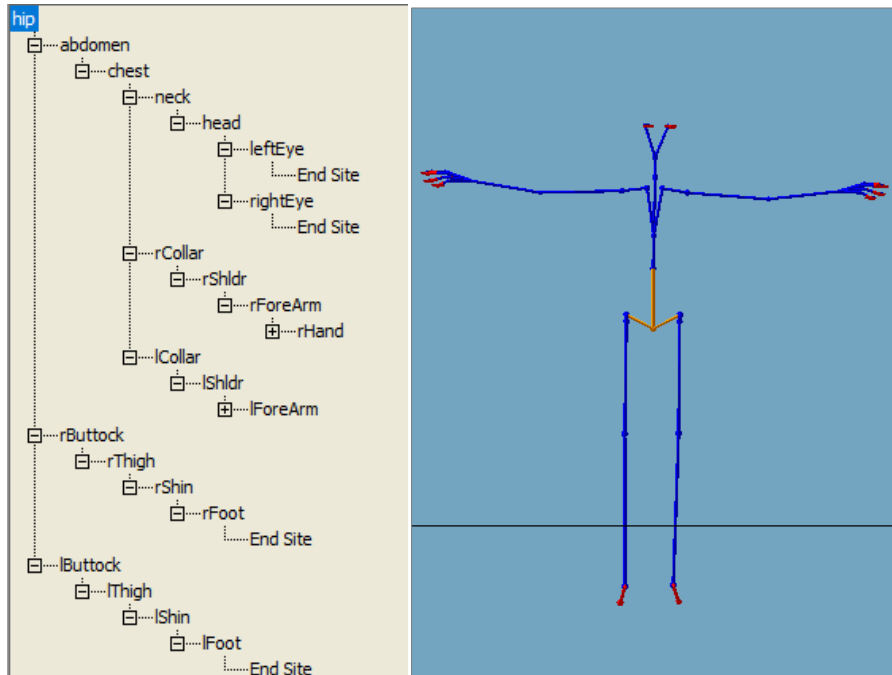 hip
abdomen
chest
neck
head
leftEye
End Site
rightEye
End Site
rCollar
rShldr
rForeArm
rHand
lCollar
lShldr
lForeArm
rButtock
rThigh
rShin
rFoot
End Site
lButtock
lThigh
lShin
lFoot
End Site